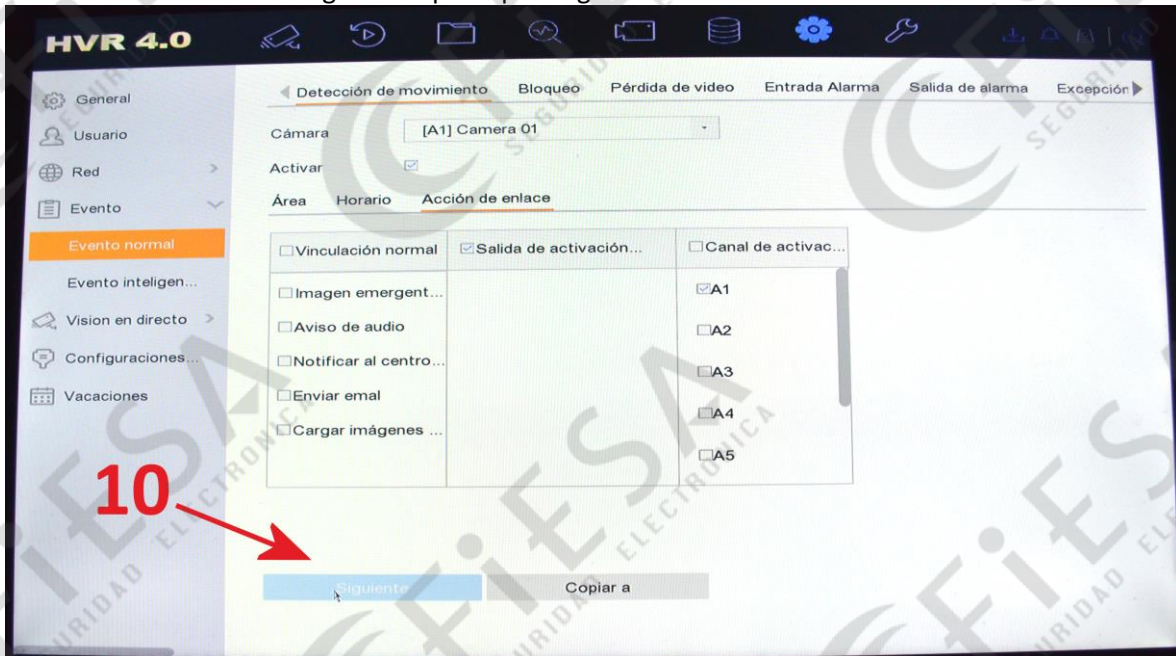 HVR 4.0
General
Usuario
Red
Evento
Evento normal
Evento inteligen...
Vision en directo
Configuraciones...
Vacaciones
Detección de movimiento Bloqueo Pérdida de video Entrada Alarma Salida de alarma Excepción
Cámara [A1] Camera 01
Activar
Área Horario Acción de enlace
Vinculación normal Salida de activación... Canal de activac...
Imagen emergent... A1
Aviso de audio A2
Notificar al centro... A3
Enviar emal A4
Cargar imágenes ... A5
10
Siguiente Copiar a
CFiESA
SEGURIDAD ELECTRONICA